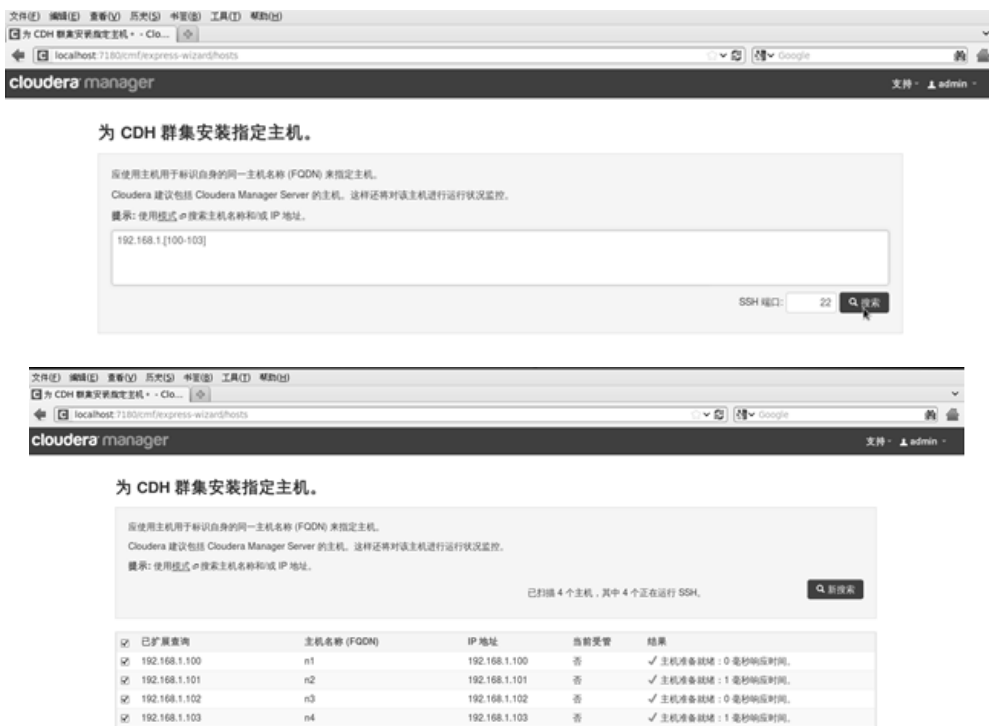 文件(F) 编辑(E) 查看(V) 历史(S) 书签(B) 工具(T) 帮助(H)
为 CDH 群集安装指定主机。 - Clo...
localhost:7180/cmf/express-wizard/hosts
Google
cloudera manager
支持
admin
为 CDH 群集安装指定主机。
应使用主机用于标识自身的同一主机名称 (FQDN) 来指定主机。
Cloudera 建议包括 Cloudera Manager Server 的主机。这样还将对该主机进行运行状况监控。
提示: 使用模式 搜索主机名称和/或 IP 地址。
192.168.1.[100-103]
SSH 端口: 22 搜索
文件(F) 编辑(E) 查看(V) 历史(S) 书签(B) 工具(T) 帮助(H)
为 CDH 群集安装指定主机。 - Clo...
localhost:7180/cmf/express-wizard/hosts
Google
cloudera manager
支持
admin
为 CDH 群集安装指定主机。
应使用主机用于标识自身的同一主机名称 (FQDN) 来指定主机。
Cloudera 建议包括 Cloudera Manager Server 的主机。这样还将对该主机进行运行状况监控。
提示: 使用模式 搜索主机名称和/或 IP 地址。
已扫描 4 个主机，其中 4 个正在运行 SSH。 新搜索
已扩展查询 主机名称 (FQDN) IP 地址 当前受管 结果
192.168.1.100 n1 192.168.1.100 否 ✓ 主机准备就绪：0 毫秒响应时间。
192.168.1.101 n2 192.168.1.101 否 ✓ 主机准备就绪：1 毫秒响应时间。
192.168.1.102 n3 192.168.1.102 否 ✓ 主机准备就绪：0 毫秒响应时间。
192.168.1.103 n4 192.168.1.103 否 ✓ 主机准备就绪：1 毫秒响应时间。